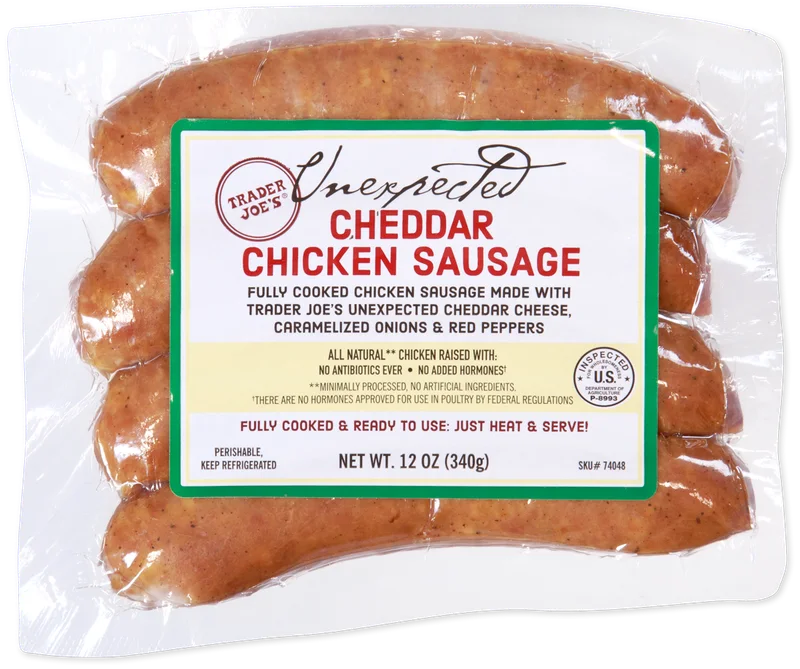 TRADER
JOE'S®
Unexpected
CHEDDAR
CHICKEN SAUSAGE
FULLY COOKED CHICKEN SAUSAGE MADE WITH
TRADER JOE'S UNEXPECTED CHEDDAR CHEESE,
CARAMELIZED ONIONS & RED PEPPERS
ALL NATURAL** CHICKEN RAISED WITH:
NO ANTIBIOTICS EVER • NO ADDED HORMONES†
**MINIMALLY PROCESSED, NO ARTIFICIAL INGREDIENTS.
†THERE ARE NO HORMONES APPROVED FOR USE IN POULTRY BY FEDERAL REGULATIONS
INSPECTED
FOR WHOLESOMENESS
BY
U.S.
DEPARTMENT OF
AGRICULTURE
P-8993
FULLY COOKED & READY TO USE: JUST HEAT & SERVE!
PERISHABLE,
KEEP REFRIGERATED
NET WT. 12 OZ (340g)
SKU# 74048